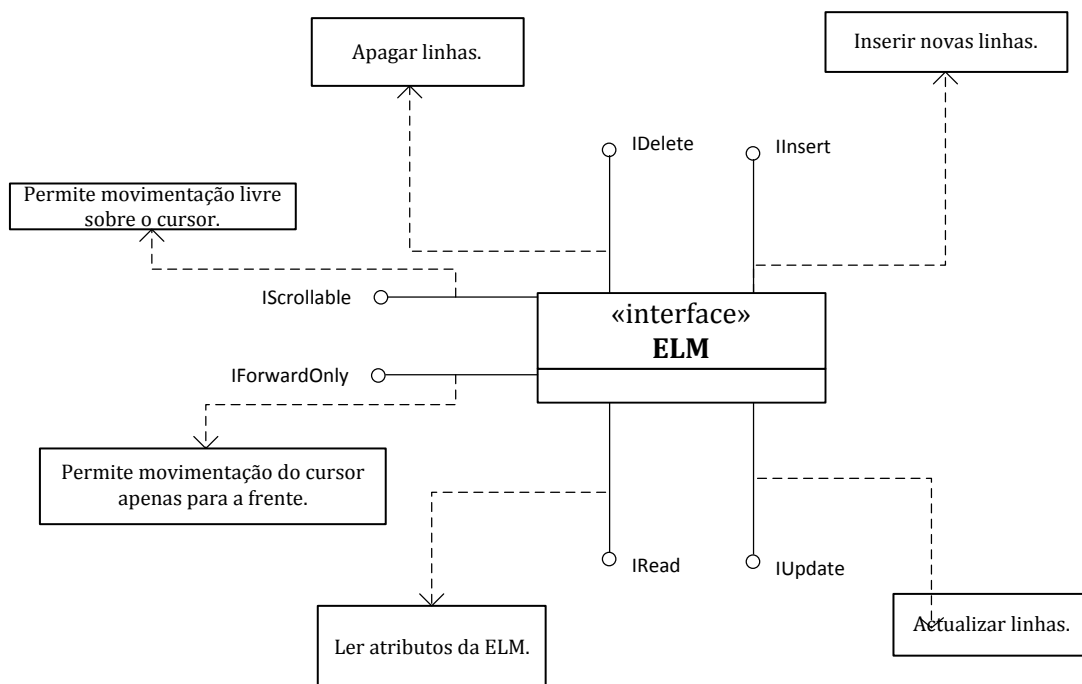 Apagar linhas.
Inserir novas linhas.
IDelete
IInsert
Permite movimentação livre
sobre o cursor.
IScrollable
«interface»
ELM
IForwardOnly
Permite movimentação do cursor
apenas para a frente.
IRead
IUpdate
Ler atributos da ELM.
Actualizar linhas.